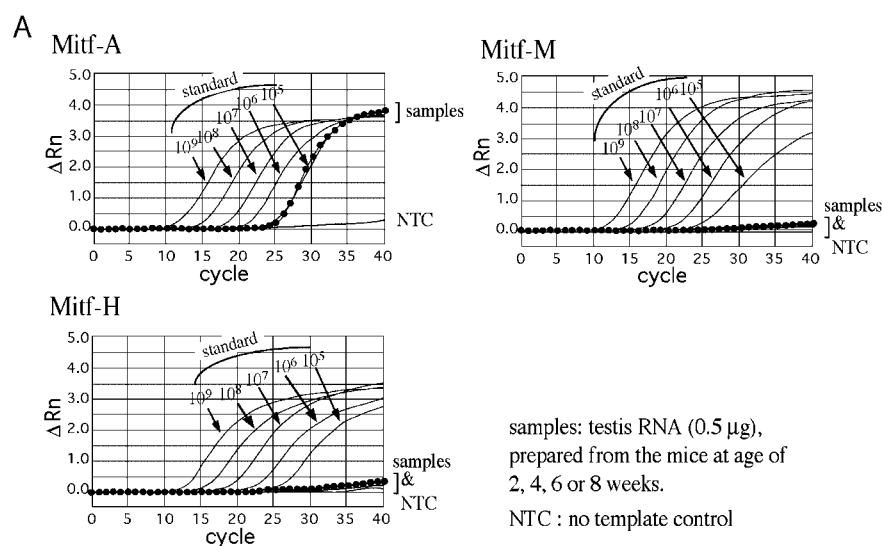 A
Mitf-A
5.0
4.0
3.0
2.0
1.0
0.0
ΔRn
standard
10⁹
10⁸
10⁷
10⁶
10⁵
samples
NTC
0 5 10 15 20 25 30 35 40
cycle
Mitf-M
5.0
4.0
3.0
2.0
1.0
0.0
ΔRn
standard
10⁹
10⁸
10⁷
10⁶
10⁵
samples
&
NTC
0 5 10 15 20 25 30 35 40
cycle
Mitf-H
5.0
4.0
3.0
2.0
1.0
0.0
ΔRn
standard
10⁹
10⁸
10⁷
10⁶
10⁵
samples
&
NTC
0 5 10 15 20 25 30 35 40
cycle
samples: testis RNA (0.5 μg),
prepared from the mice at age of
2, 4, 6 or 8 weeks.
NTC : no template control